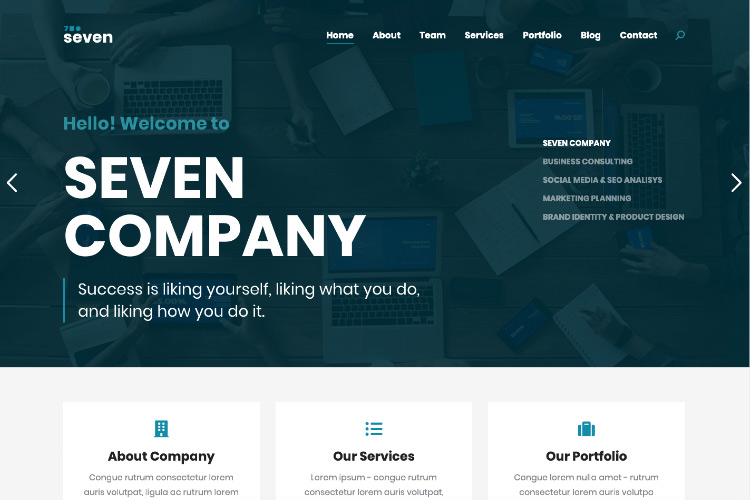 seven
Home About Team Services Portfolio Blog Contact
Hello! Welcome to
SEVEN
COMPANY
Success is liking yourself, liking what you do,
and liking how you do it.
SEVEN COMPANY
BUSINESS CONSULTING
SOCIAL MEDIA & SEO ANALISYS
MARKETING PLANNING
BRAND IDENTITY & PRODUCT DESIGN
About Company
Congue rutrum consectetur lorem
auris volutpat, ligula ac rutrum lorem
Our Services
Lorem ipsum - congue rutrum
consectetur lorem auris volutpat,
Our Portfolio
Congue lorem nulla amet - rutrum
consectetur lorem auris volutpo